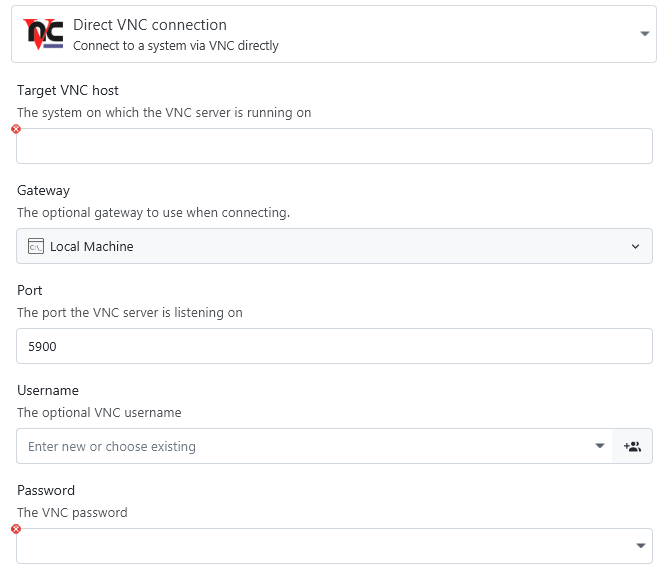 VNC
Direct VNC connection
Connect to a system via VNC directly
Target VNC host
The system on which the VNC server is running on
Gateway
The optional gateway to use when connecting.
C:\_ Local Machine
Port
The port the VNC server is listening on
5900
Username
The optional VNC username
Enter new or choose existing
Password
The VNC password